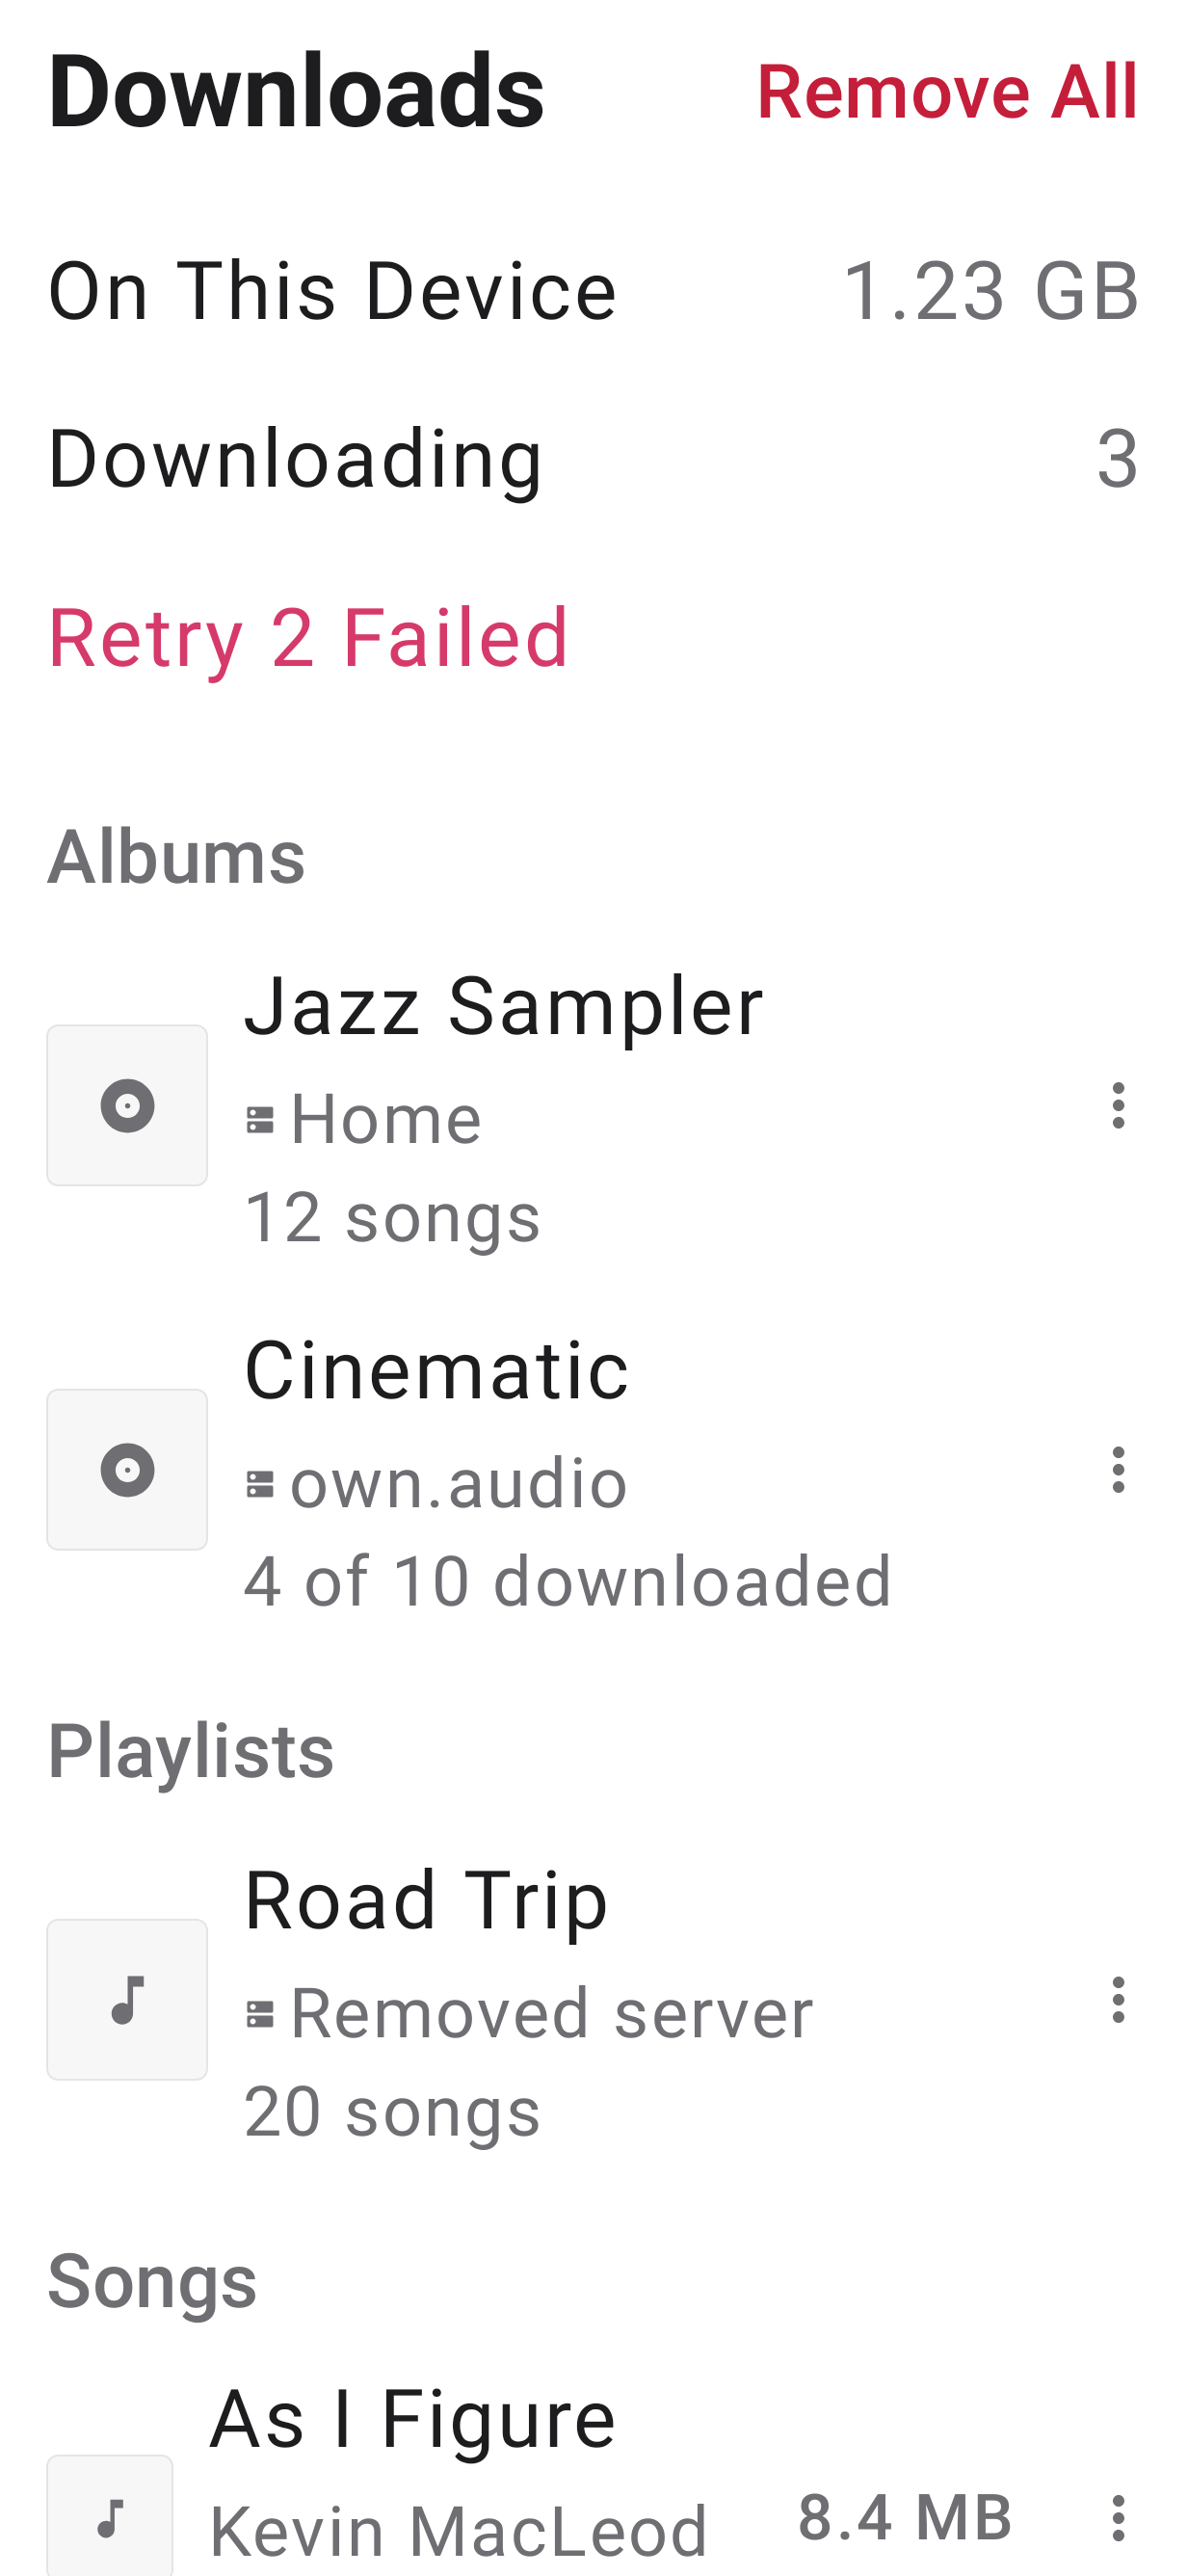 Downloads
Remove All
On This Device
1.23 GB
Downloading
3
Retry 2 Failed
Albums
Jazz Sampler
Home
12 songs
Cinematic
own.audio
4 of 10 downloaded
Playlists
Road Trip
Removed server
20 songs
Songs
As I Figure
Kevin MacLeod
8.4 MB